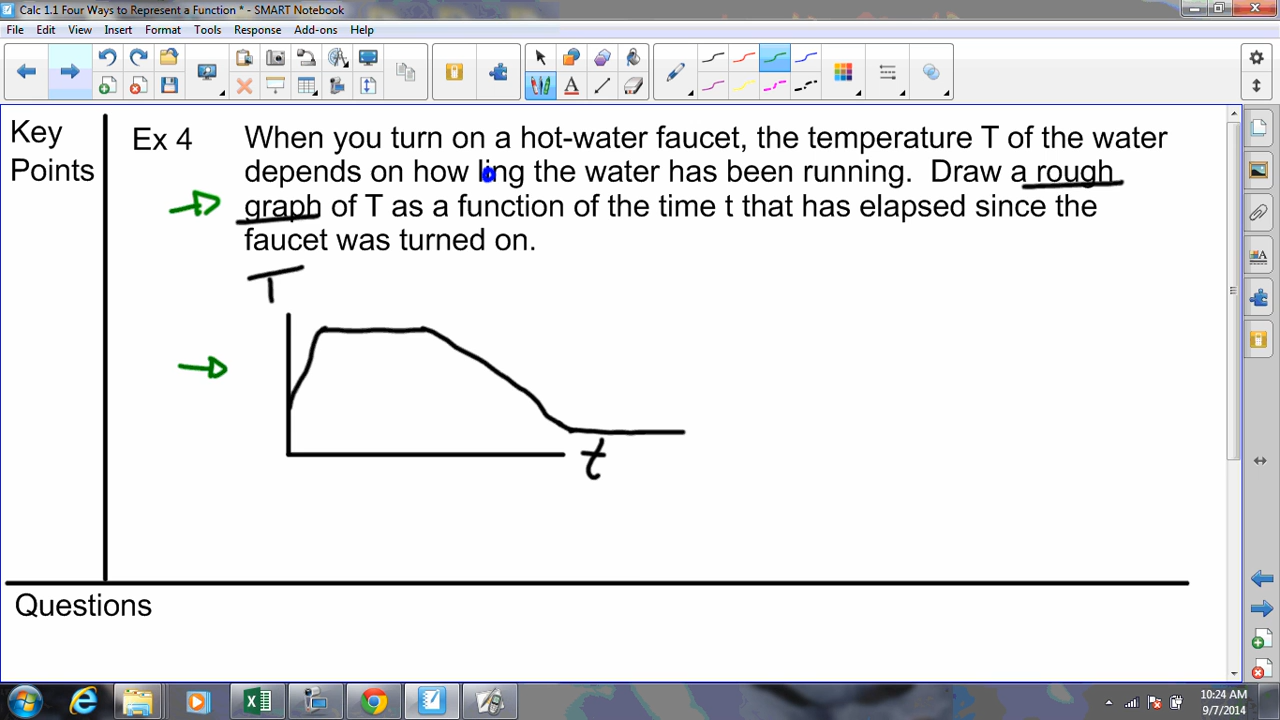 Calc 1.1 Four Ways to Represent a Function * - SMART Notebook
File Edit View Insert Format Tools Response Add-ons Help
Key
Points
Ex 4
When you turn on a hot-water faucet, the temperature T of the water
depends on how long the water has been running. Draw a rough
graph of T as a function of the time t that has elapsed since the
faucet was turned on.
T
t
Questions
10:24 AM
9/7/2014